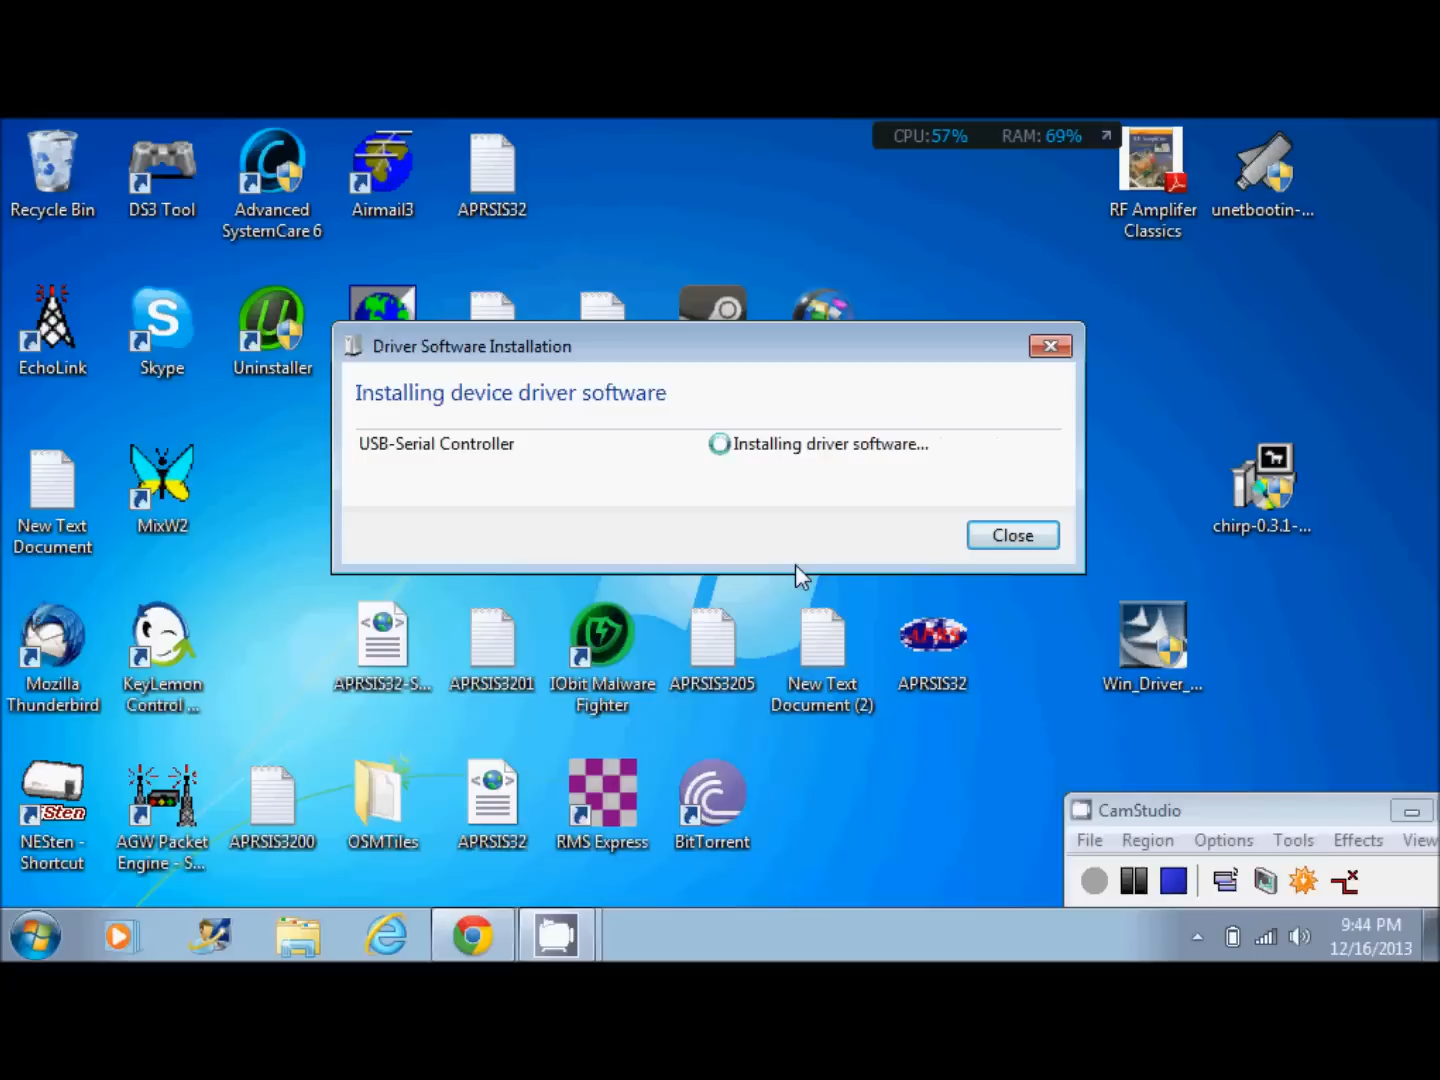 CPU:57% RAM: 69%
Recycle Bin
DS3 Tool
Advanced
SystemCare 6
Airmail3
APRSIS32
RF Amplifer
Classics
unetbootin-...
EchoLink
Skype
Uninstaller
Driver Software Installation
Installing device driver software
USB-Serial Controller
Installing driver software...
Close
New Text
Document
MixW2
chirp-0.3.1-...
Mozilla
Thunderbird
KeyLemon
Control ...
APRSIS32-S...
APRSIS3201
IObit Malware
Fighter
APRSIS3205
New Text
Document (2)
APRS
APRSIS32
Win_Driver_...
Sten
NESten -
Shortcut
AGW Packet
Engine - S...
APRSIS3200
OSMTiles
APRSIS32
RMS Express
BitTorrent
CamStudio
File Region Options Tools Effects View
9:44 PM
12/16/2013